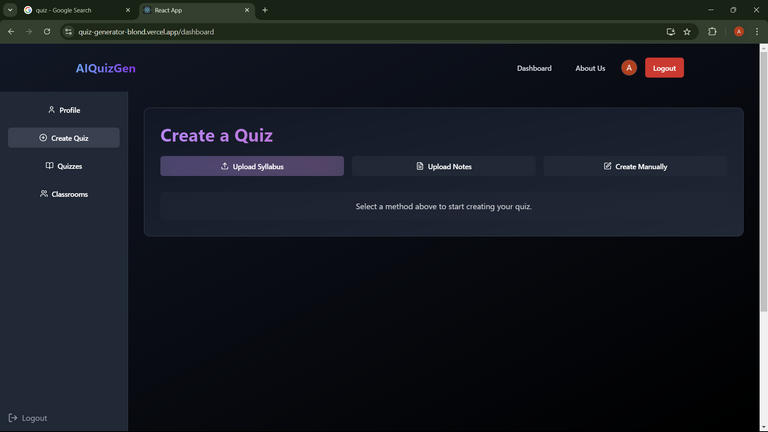 quiz - Google Search
React App
quiz-generator-blond.vercel.app/dashboard
A
AIQuizGen
Dashboard
About Us
A
Logout
Profile
Create Quiz
Quizzes
Classrooms
Logout
Create a Quiz
Upload Syllabus
Upload Notes
Create Manually
Select a method above to start creating your quiz.